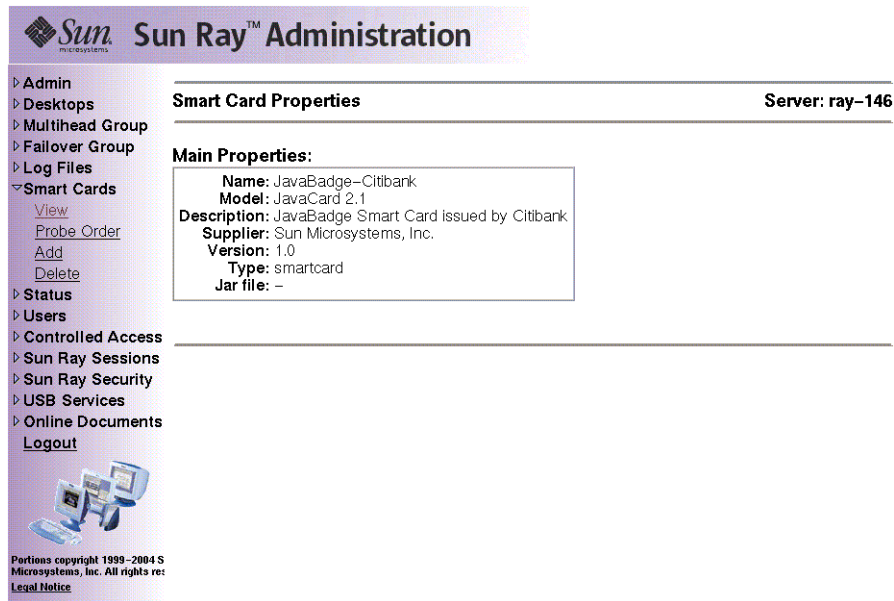 Sun microsystems Sun Ray™ Administration
Admin
Desktops
Multihead Group
Failover Group
Log Files
Smart Cards
View
Probe Order
Add
Delete
Status
Users
Controlled Access
Sun Ray Sessions
Sun Ray Security
USB Services
Online Documents
Logout
Portions copyright 1999–2004 S
Microsystems, Inc. All rights res
Legal Notice
Smart Card Properties Server: ray–146
Main Properties:
Name: JavaBadge–Citibank
Model: JavaCard 2.1
Description: JavaBadge Smart Card issued by Citibank
Supplier: Sun Microsystems, Inc.
Version: 1.0
Type: smartcard
Jar file: –